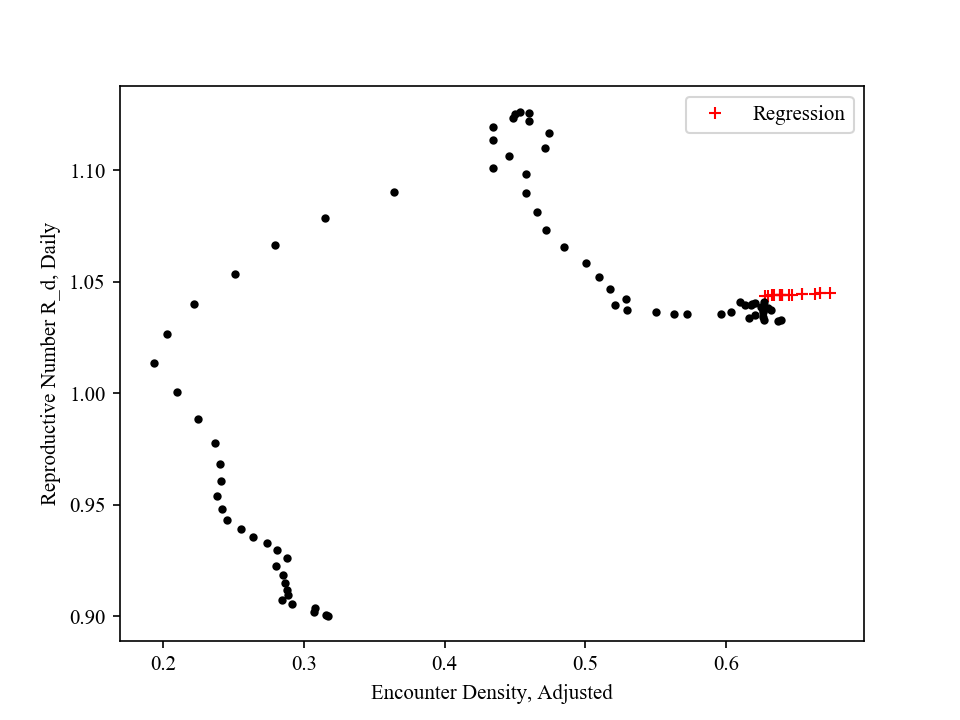 Regression
1.10
1.05
1.00
0.95
0.90
Reproductive Number R_d, Daily
0.2 0.3 0.4 0.5 0.6
Encounter Density, Adjusted